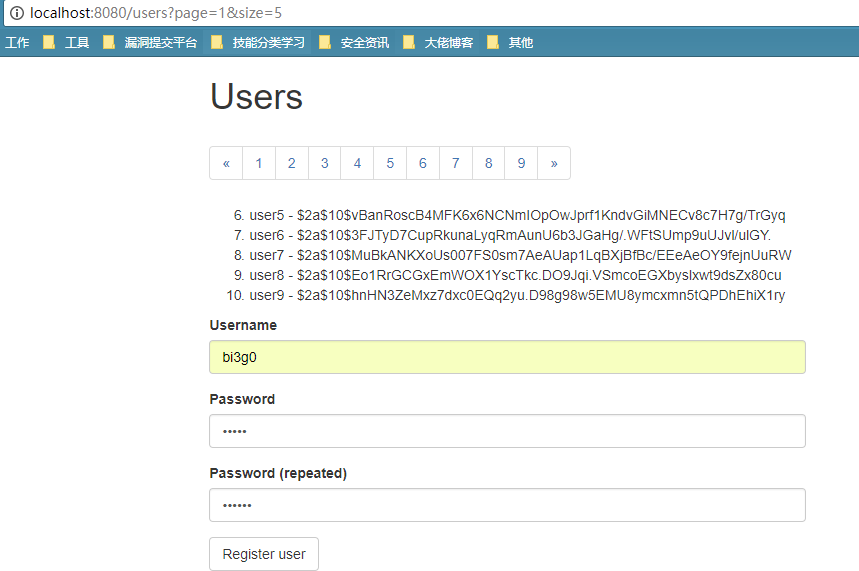 localhost:8080/users?page=1&size=5
工作 工具 漏洞提交平台 技能分类学习 安全资讯 大佬博客 其他
Users
« 1 2 3 4 5 6 7 8 9 »
6. user5 - $2a$10$vBanRoscB4MFK6x6NCNmIOpOwJprf1KndvGiMNECv8c7H7g/TrGyq
7. user6 - $2a$10$3FJTyD7CupRkunaLyqRmAunU6b3JGaHg/.WFtSUmp9uUJvI/uIGY.
8. user7 - $2a$10$MuBkANKXoUs007FS0sm7AeAUap1LqBXjBfBc/EEeAeOY9fejnUuRW
9. user8 - $2a$10$Eo1RrGCGxEmWOX1YscTkc.DO9Jqi.VSmcoEGXbysIxwt9dsZx80cu
10. user9 - $2a$10$hnHN3ZeMxz7dxc0EQq2yu.D98g98w5EMU8ymcxmn5tQPDhEhiX1ry
Username
bi3g0
Password
•••••
Password (repeated)
••••••
Register user